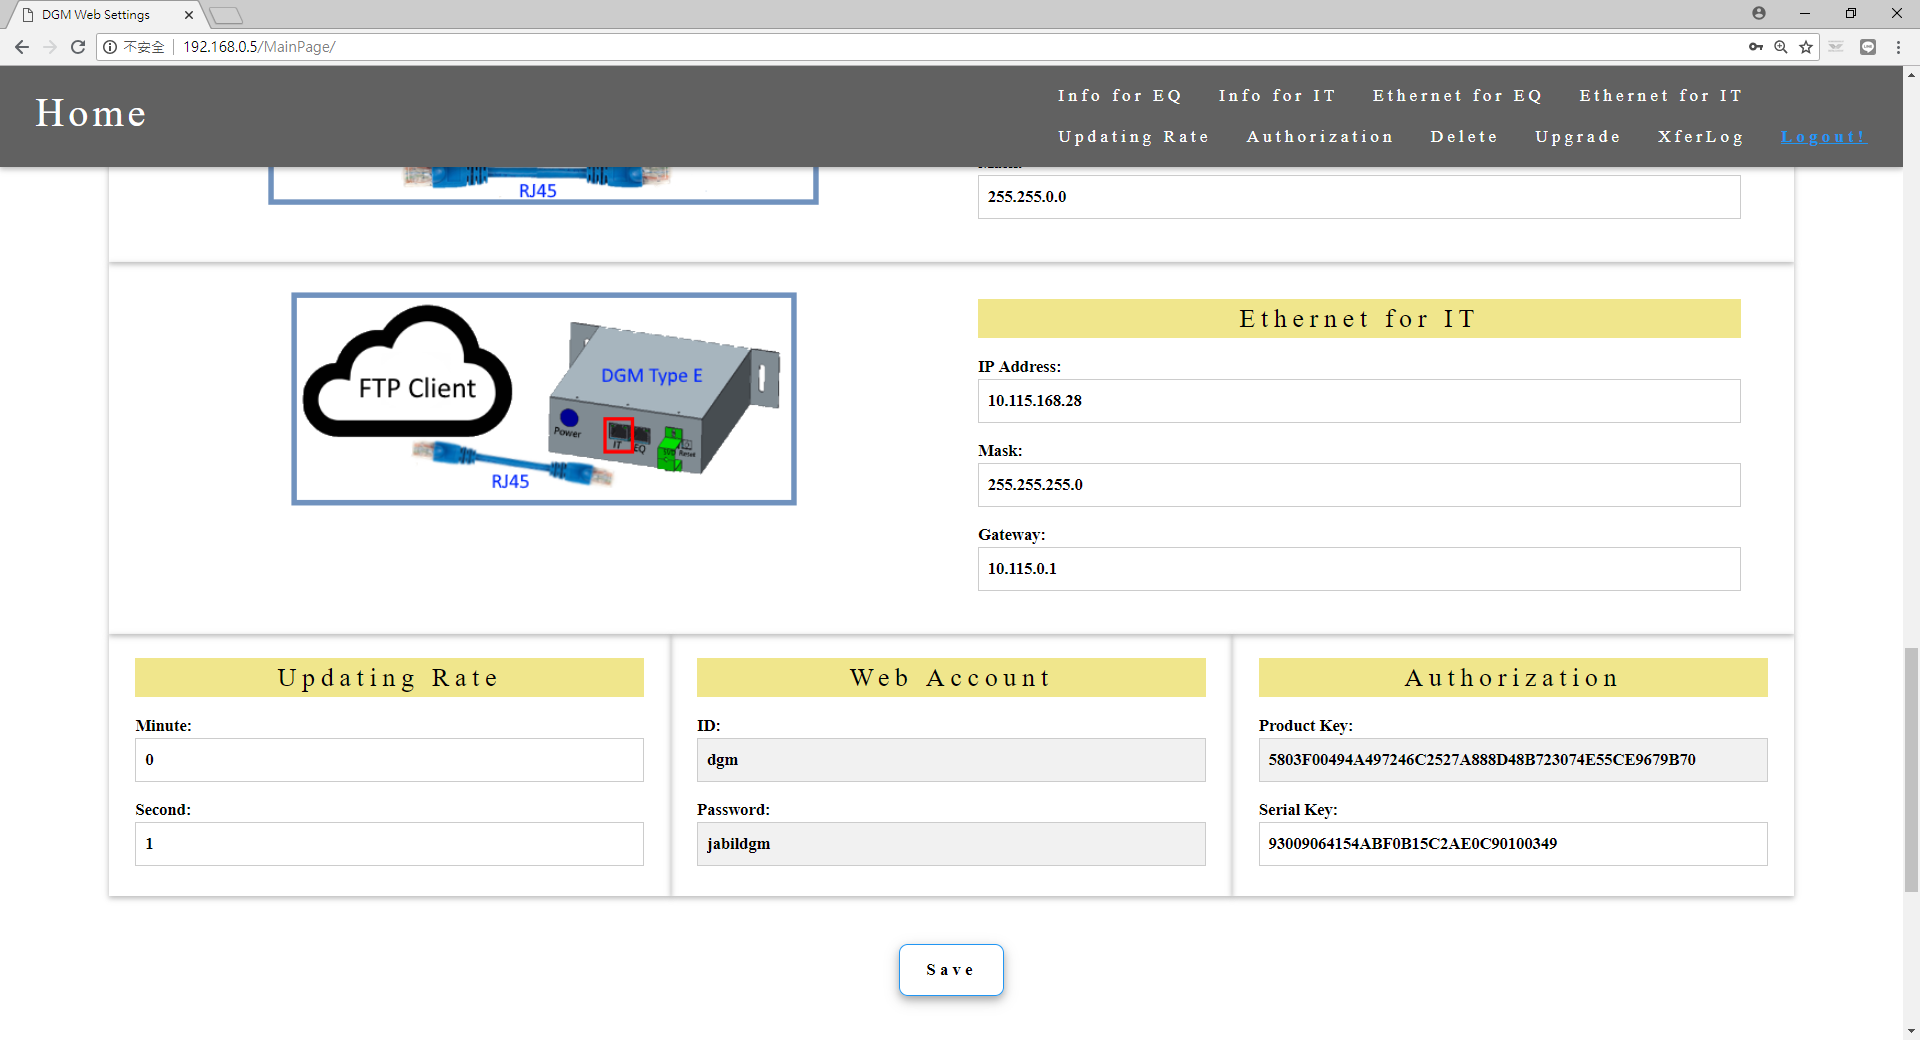 DGM Web Settings
不安全 192.168.0.5/MainPage/
Home
Info for EQ Info for IT Ethernet for EQ Ethernet for IT
Updating Rate Authorization Delete Upgrade XferLog Logout!
RJ45
255.255.0.0
FTP Client
DGM Type E
Power
IT
EQ
Reset
RJ45
Ethernet for IT
IP Address:
10.115.168.28
Mask:
255.255.255.0
Gateway:
10.115.0.1
Updating Rate
Minute:
0
Second:
1
Web Account
ID:
dgm
Password:
jabildgm
Authorization
Product Key:
5803F00494A497246C2527A888D48B723074E55CE9679B70
Serial Key:
93009064154ABF0B15C2AE0C90100349
Save